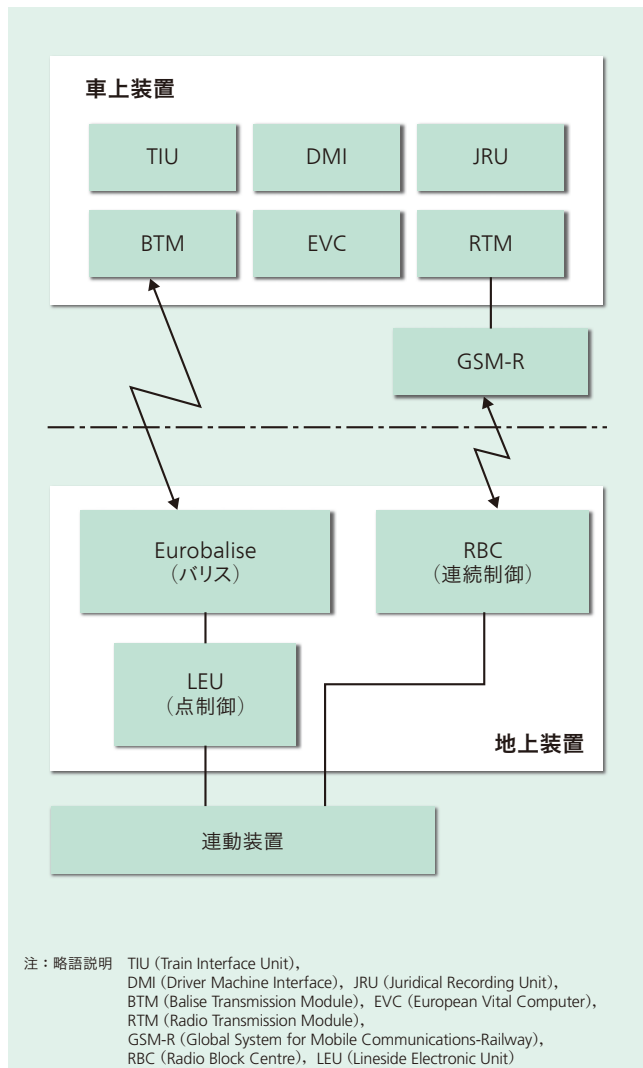 車上装置
TIU
DMI
JRU
BTM
EVC
RTM
GSM-R
Eurobalise
（バリス）
RBC
（連続制御）
LEU
（点制御）
地上装置
連動装置
注：略語説明　TIU（Train Interface Unit），
DMI（Driver Machine Interface），JRU（Juridical Recording Unit），
BTM（Balise Transmission Module），EVC（European Vital Computer），
RTM（Radio Transmission Module），
GSM-R（Global System for Mobile Communications-Railway），
RBC（Radio Block Centre），LEU（Lineside Electronic Unit）